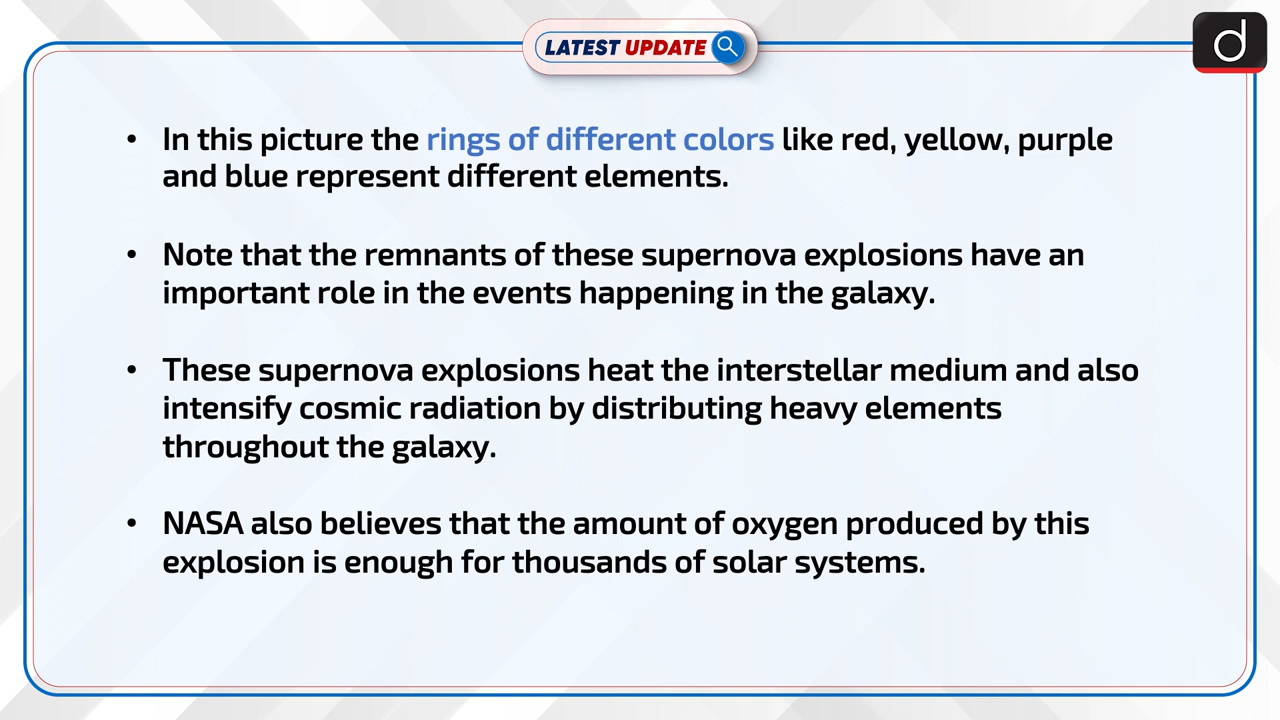 LATEST UPDATE
d
• In this picture the rings of different colors like red, yellow, purple
and blue represent different elements.
• Note that the remnants of these supernova explosions have an
important role in the events happening in the galaxy.
• These supernova explosions heat the interstellar medium and also
intensify cosmic radiation by distributing heavy elements
throughout the galaxy.
• NASA also believes that the amount of oxygen produced by this
explosion is enough for thousands of solar systems.